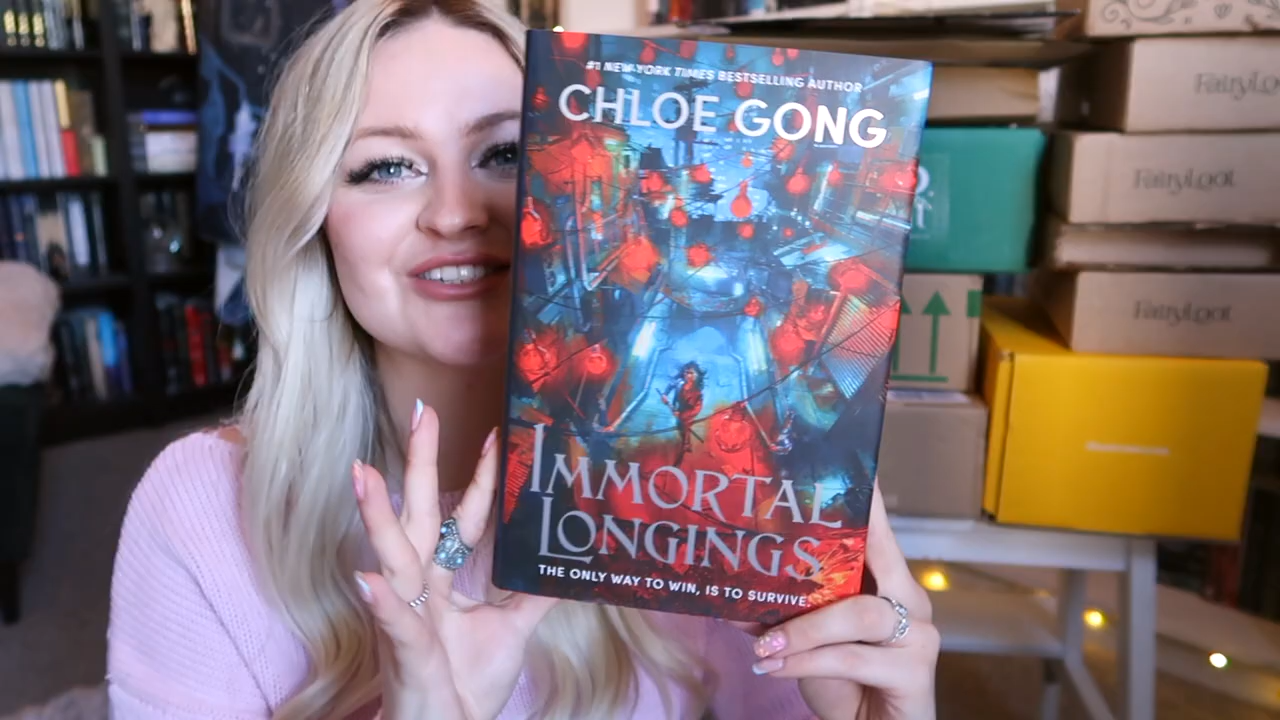 #1 NEW YORK TIMES BESTSELLING AUTHOR
CHLOE GONG
IMMORTAL
LONGINGS
THE ONLY WAY TO WIN, IS TO SURVIVE.
FairyLoot
FairyLoot
FairyLoot